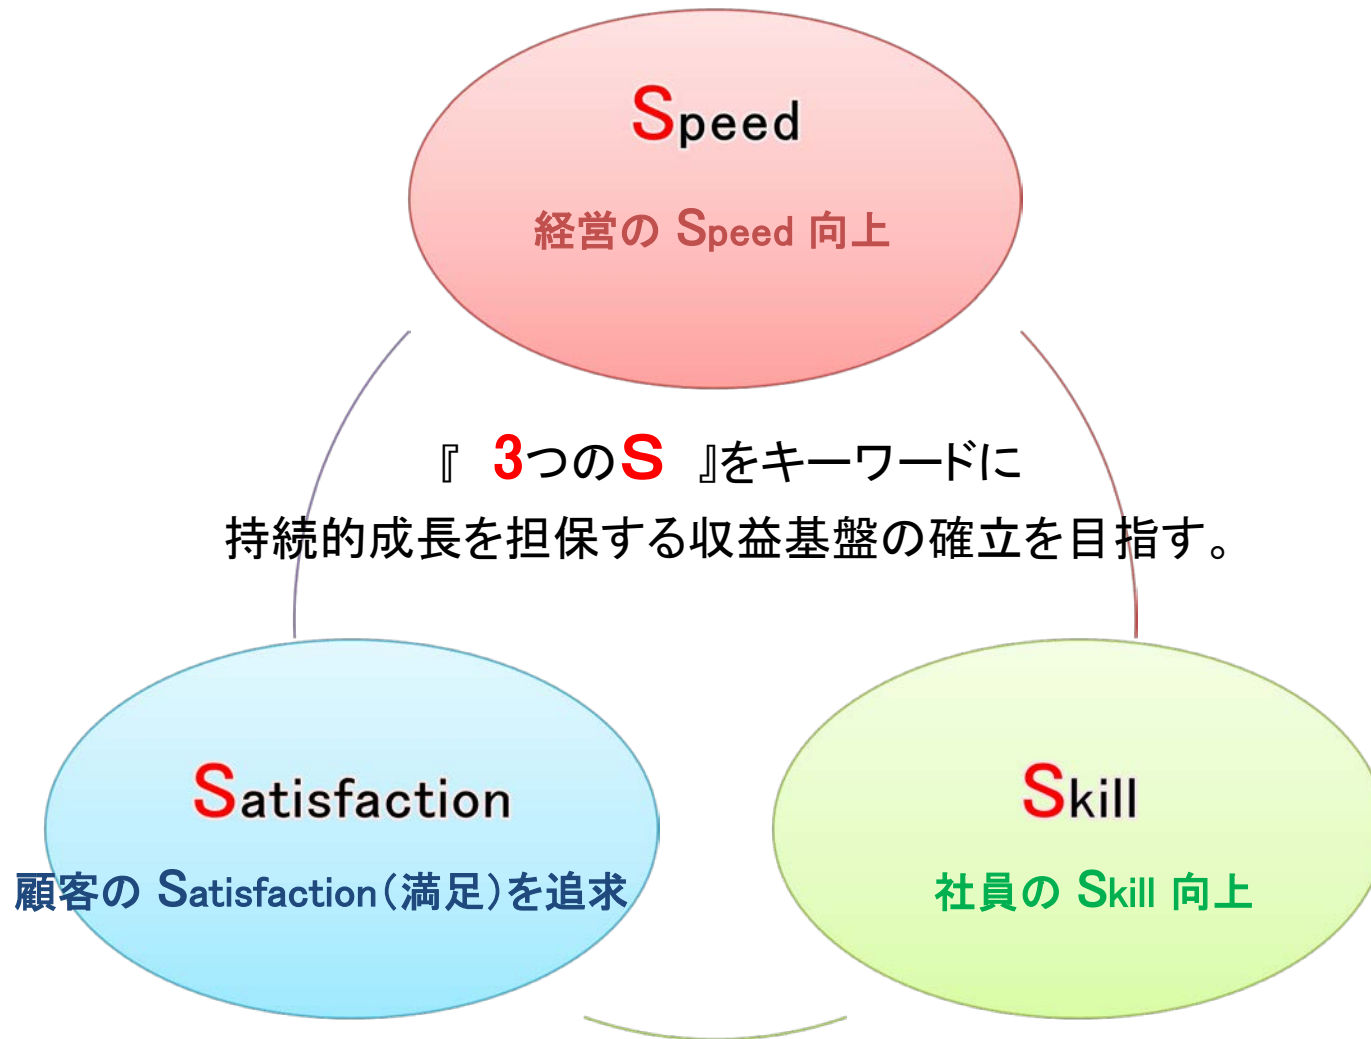 Speed
経営の Speed 向上
『 3つのS 』をキーワードに
持続的成長を担保する収益基盤の確立を目指す。
Satisfaction
顧客の Satisfaction(満足)を追求
Skill
社員の Skill 向上